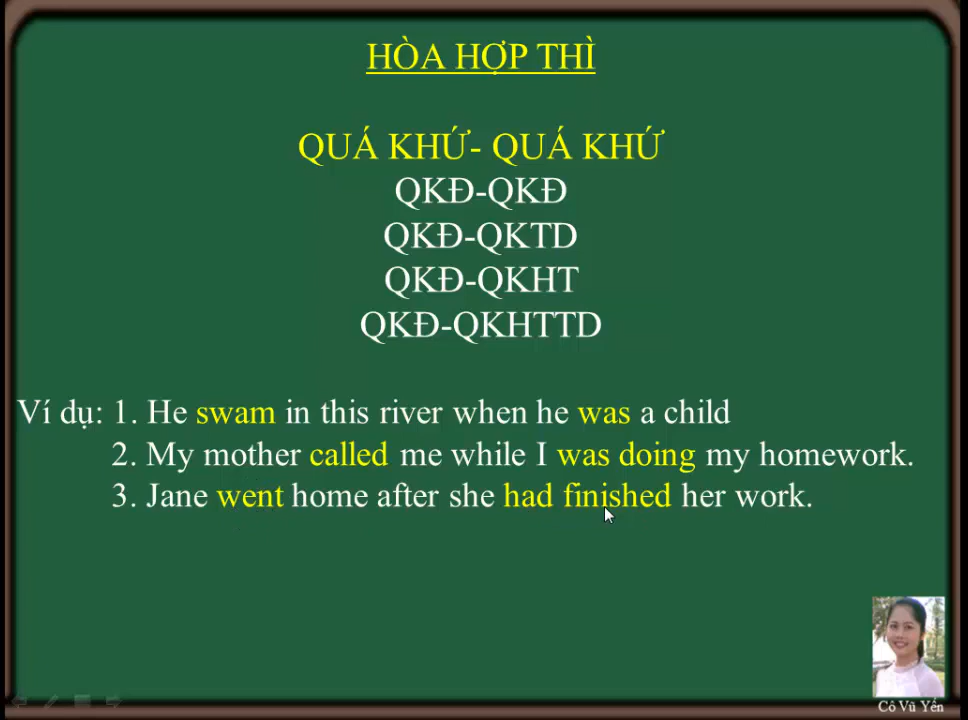 HÒA HỢP THÌ
QUÁ KHỨ- QUÁ KHỨ
QKĐ-QKĐ
QKĐ-QKTD
QKĐ-QKHT
QKĐ-QKHTTD
Ví dụ: 1. He swam in this river when he was a child
2. My mother called me while I was doing my homework.
3. Jane went home after she had finished her work.
Cô Vũ Yến